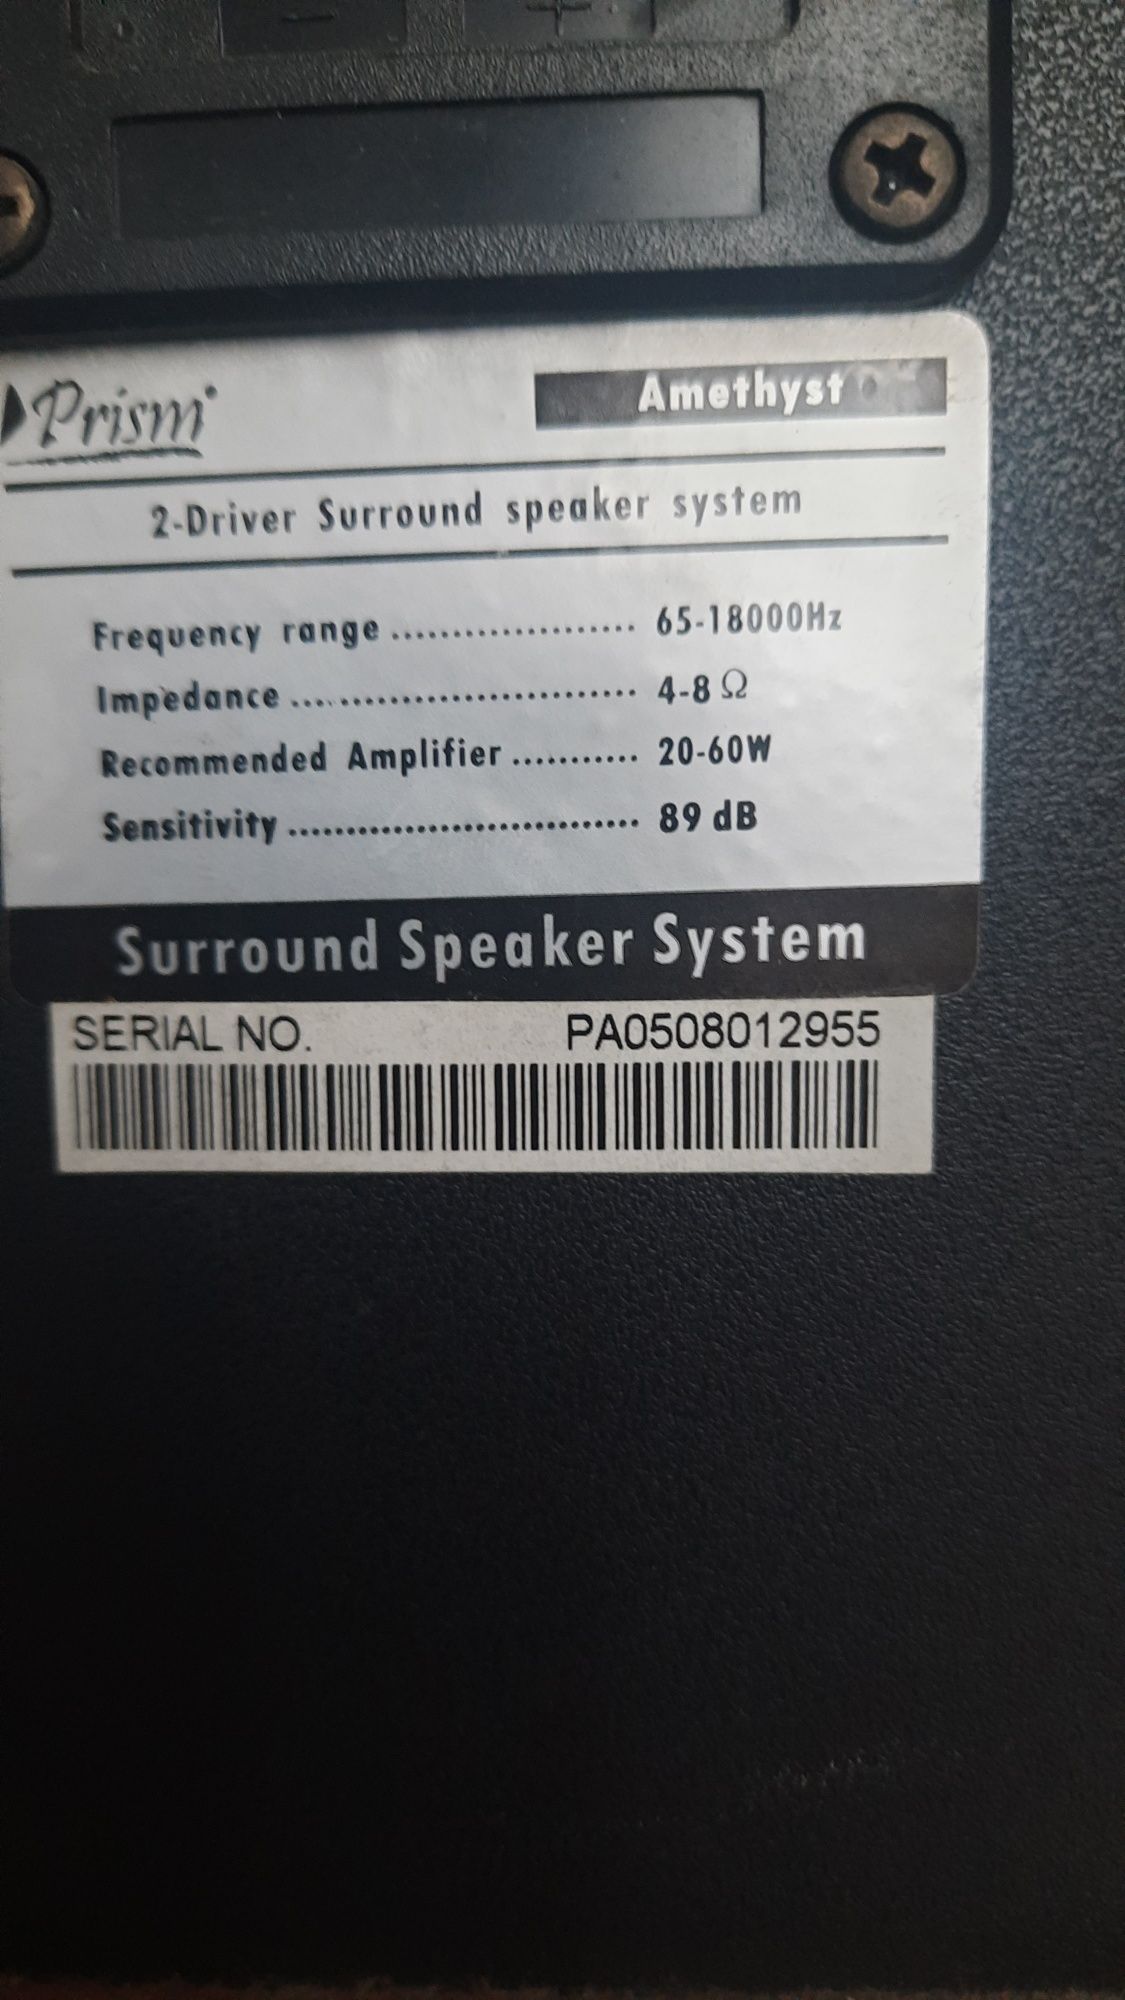 - +
Prism Amethyst
2-Driver Surround speaker system
Frequency range .................... 65-18000Hz
Impedance ............................ 4-8 Ω
Recommended Amplifier ........... 20-60W
Sensitivity .............................. 89 dB
Surround Speaker System
SERIAL NO. PA0508012955